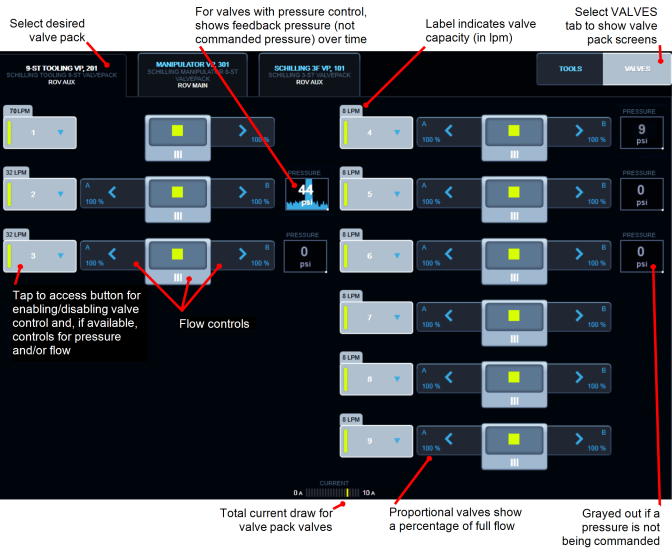 Select desired
valve pack
For valves with pressure control,
shows feedback pressure (not
commanded pressure) over time
Label indicates valve
capacity (in lpm)
Select VALVES
tab to show valve
pack screens
9-ST TOOLING VP, 201
SCHILLING TOOLING 9-ST VALVEPACK
ROV AUX
MANIPULATOR VP, 301
SCHILLING MANIPULATOR 8-ST
VALVEPACK
ROV MAIN
SCHILLING 3F VP, 101
SCHILLING 3-ST VALVEPACK
ROV AUX
TOOLS
VALVES
70 LPM
1
B
100 %
8 LPM
4
A
100 %
B
100 %
PRESSURE
9
psi
32 LPM
2
A
100 %
B
100 %
PRESSURE
44
psi
8 LPM
5
A
100 %
B
100 %
PRESSURE
0
psi
32 LPM
3
A
100 %
B
100 %
PRESSURE
0
psi
8 LPM
6
A
100 %
B
100 %
PRESSURE
0
psi
Tap to access button for
enabling/disabling valve
control and, if available,
controls for pressure
and/or flow
Flow controls
8 LPM
7
A
100 %
B
100 %
8 LPM
8
A
100 %
B
100 %
8 LPM
9
A
100 %
B
100 %
CURRENT
0 A
10 A
Total current draw for
valve pack valves
Proportional valves show
a percentage of full flow
Grayed out if a
pressure is not
being commanded